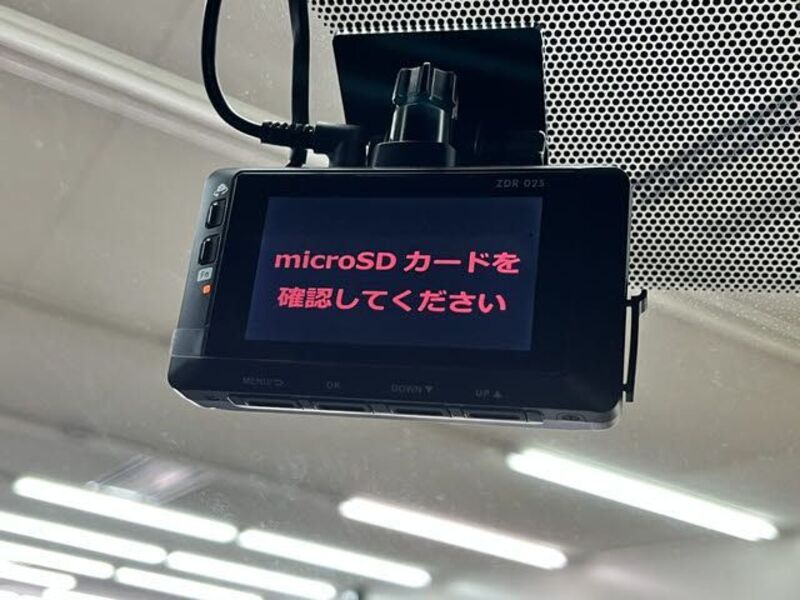 ZDR 025
microSD カードを
確認してください
Fn
MENU/⮌ OK DOWN▼ UP▲